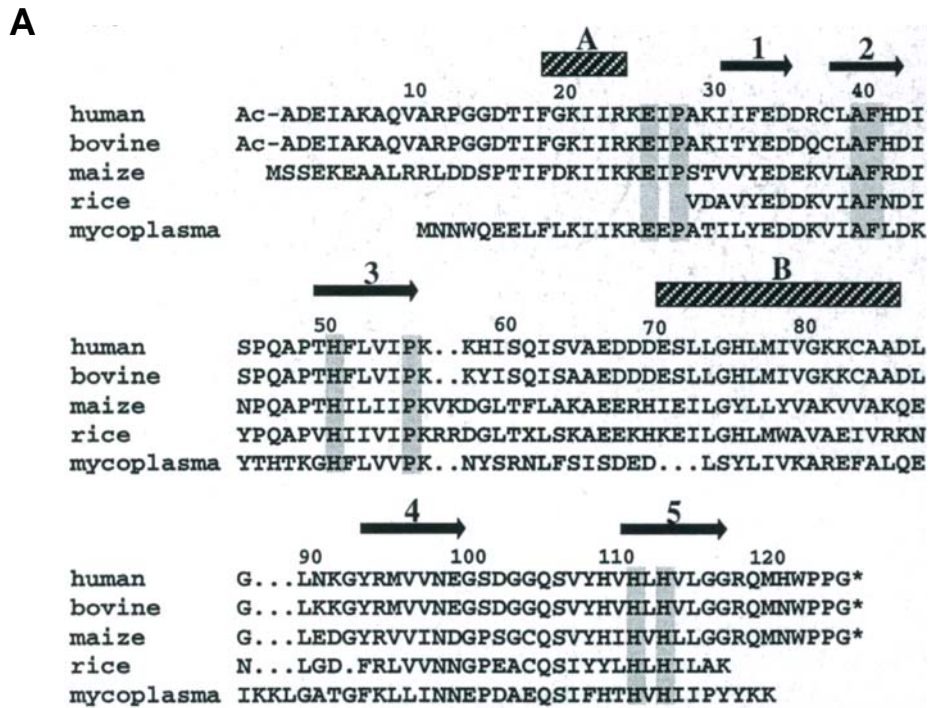 A
A 1 2
10 20 30 40
human Ac-ADEIAKAQVARPGGDTIFGKIIRKEIPAKIIFEDDRCLAFHDI
bovine Ac-ADEIAKAQVARPGGDTIFGKIIRKEIPAKITYEDDQCLAFHDI
maize MSSEKEAALRRLDDSPTIFDKIIKKEIPSTVVYEDEKVLAFRDI
rice VDAVYEDDKVIAFNDI
mycoplasma MNNWQEELFLKIIKREEPATILYEDDKVIAFLDK
3 B
50 60 70 80
human SPQAPTHFLVIPK..KHISQISVAEDDDESLLGHLMIVGKKCAADL
bovine SPQAPTHFLVIPK..KYISQISAAEDDDESLLGHLMIVGKKCAADL
maize NPQAPTHILIIPKVKDGLTFLAKAEERHIEILGYLLYVAKVVAKQE
rice YPQAPVHIIVIPKRRDGLTXLSKAEEKHKEILGHLMWAVAEIVRKN
mycoplasma YTHTKGHFLVVPK..NYSRNLFSISDED...LSYLIVKAREFALQE
4 5
90 100 110 120
human G...LNKGYRMVVNEGSDGGQSVYHVHLHVLGGRQMHWPPG*
bovine G...LKKGYRMVVNEGSDGGQSVYHVHLHVLGGRQMNWPPG*
maize G...LEDGYRVVINDGPSGCQSVYHIHVHLLGGRQMNWPPG*
rice N...LGD.FRLVVNNGPEACQSIYYLHLHILAK
mycoplasma IKKLGATGFKLLINNEPDAEQSIFHTHVHIIPYYKK